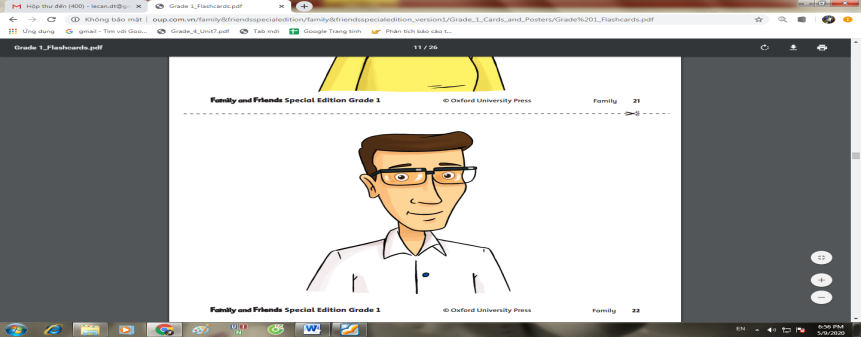 Hộp thư đến (400) - lecan.dt@g
Grade 1_Flashcards.pdf
Không bảo mật | oup.com.vn/family&friendsspecialedition/family&friendsspecialedition_version1/Grade_1_Cards_and_Posters/Grade%201_Flashcards.pdf
Ứng dụng
gmail - Tìm với Goo...
Grade_4_Unit7.pdf
Tab mới
Google Trang tính
Phân tích báo cáo t...
Grade 1_Flashcards.pdf
11 / 26
Family and Friends Special Edition Grade 1 © Oxford University Press Family 21
Family and Friends Special Edition Grade 1 © Oxford University Press Family 22
EN
6:56 PM
5/9/2020